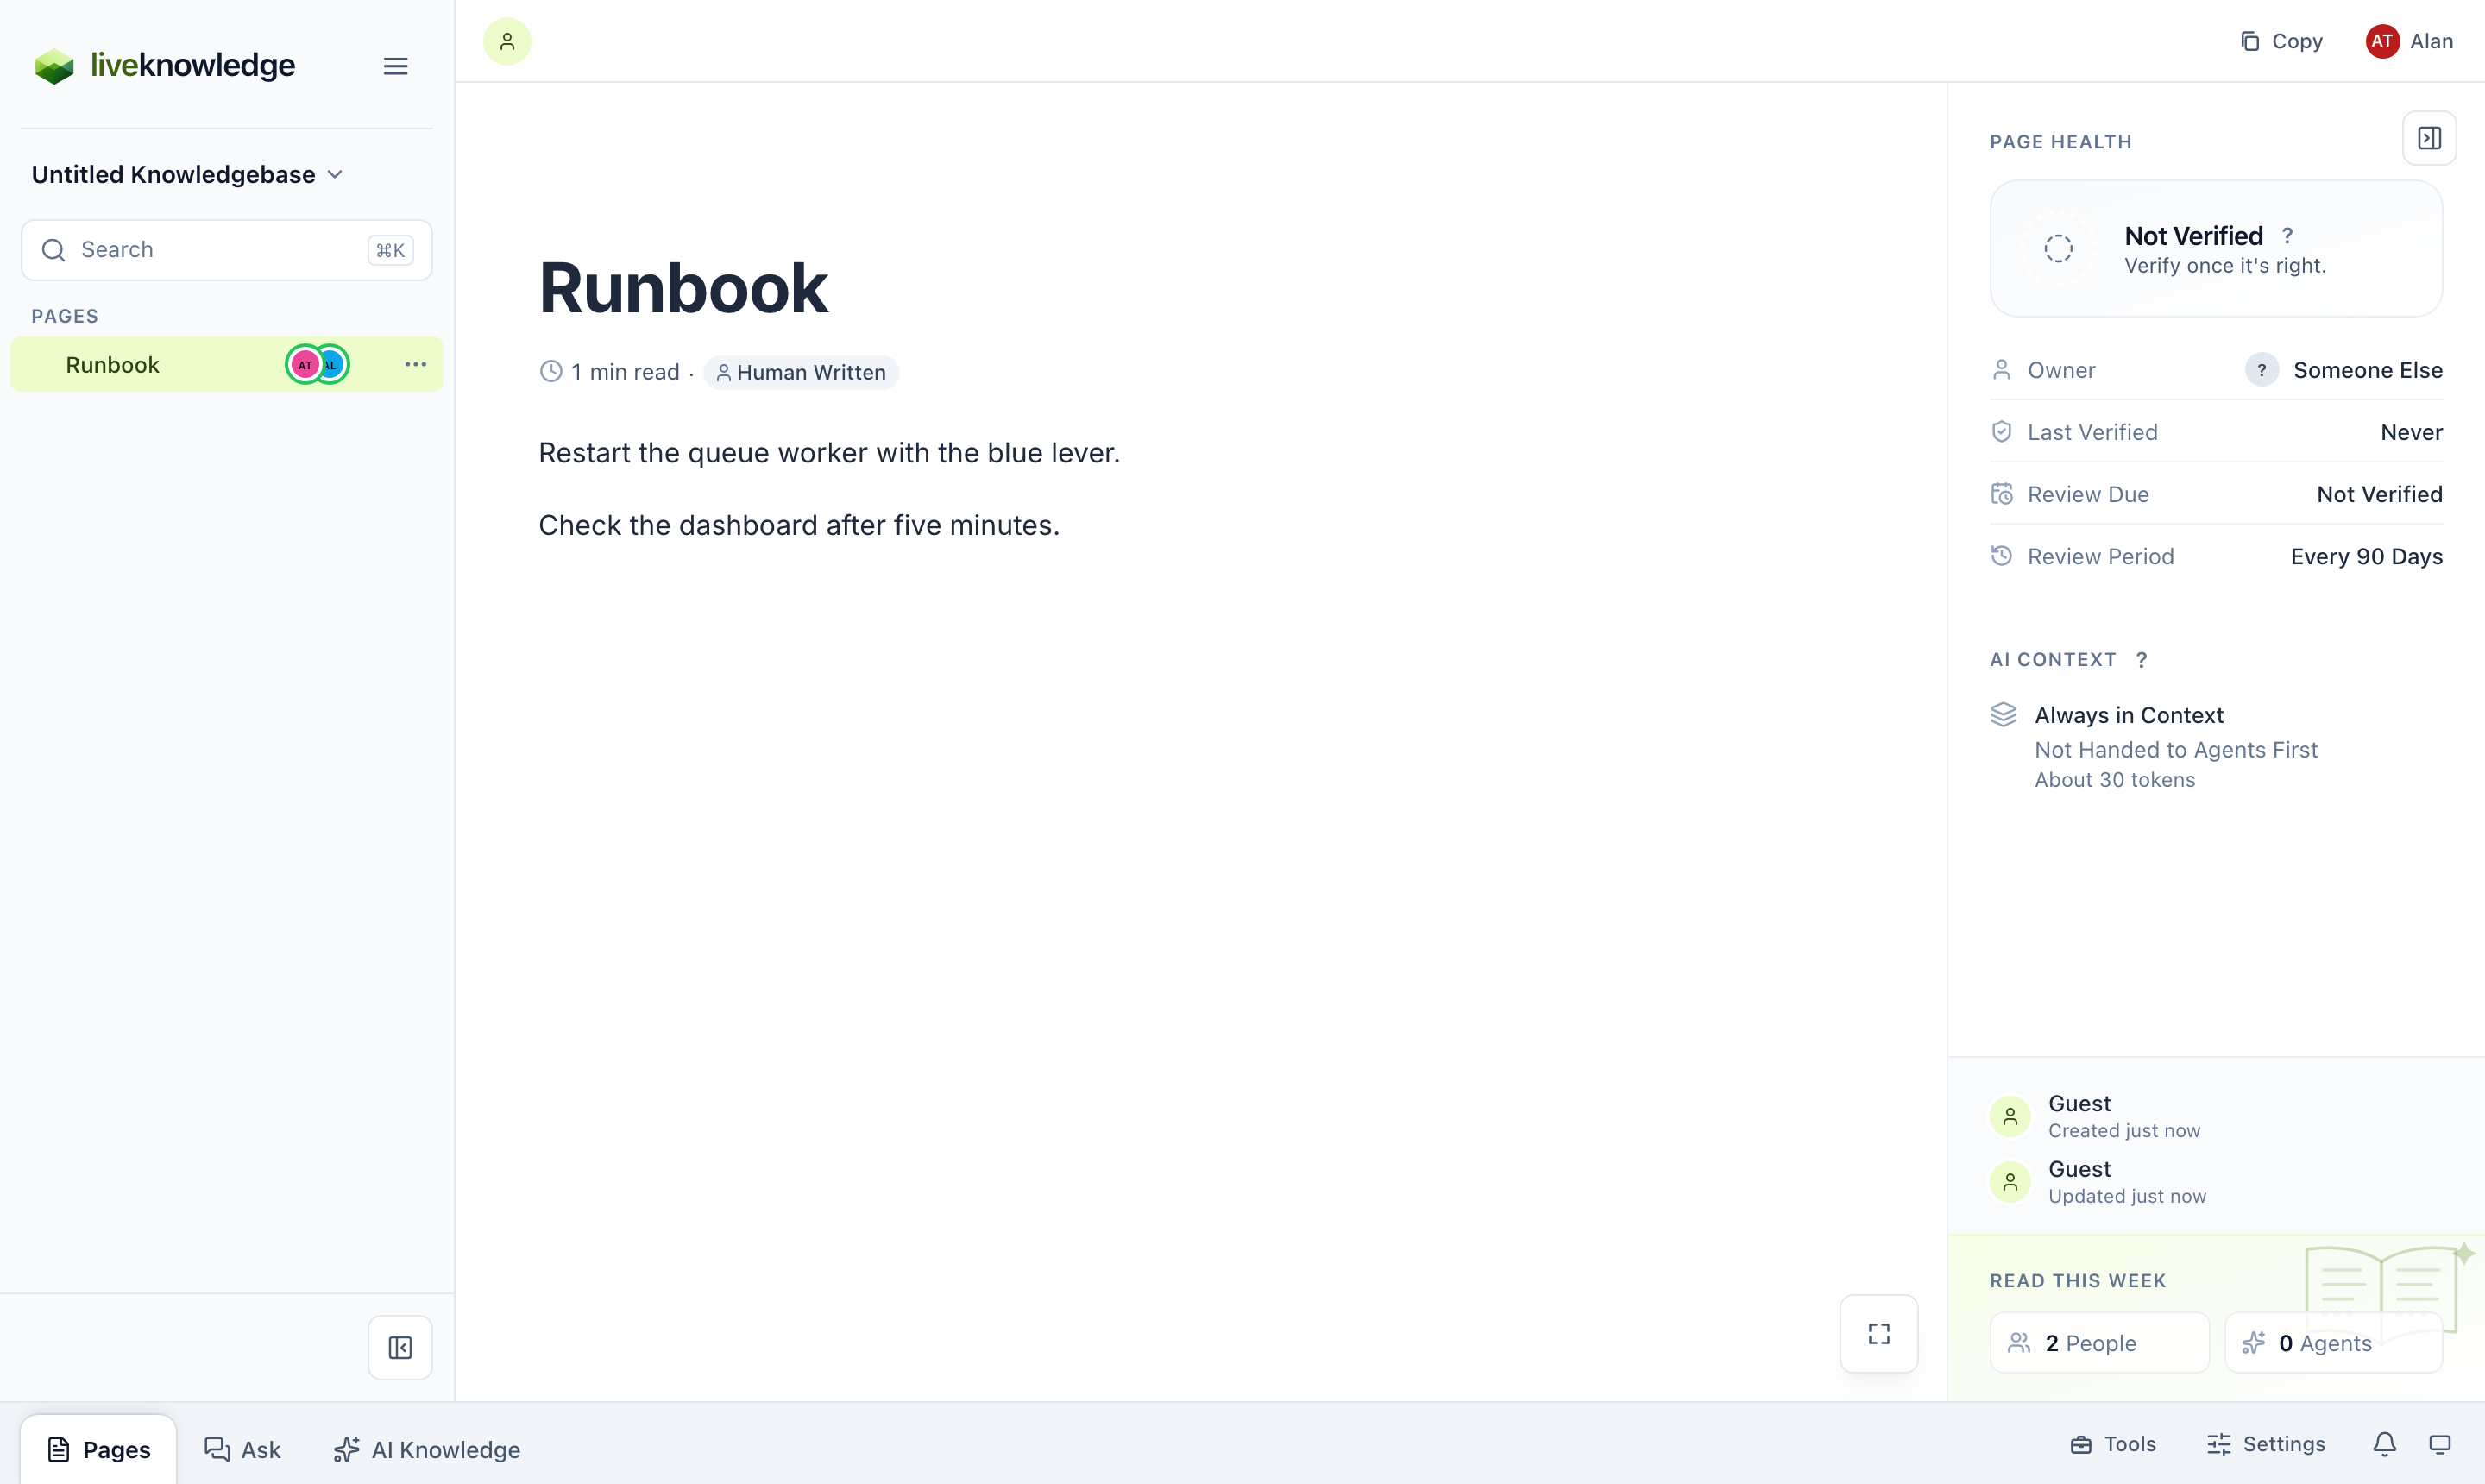 liveknowledge
Untitled Knowledgebase
Search ⌘K
PAGES
Runbook AT AL
Copy
AT Alan
Runbook
1 min read · Human Written
Restart the queue worker with the blue lever.
Check the dashboard after five minutes.
PAGE HEALTH
Not Verified ?
Verify once it's right.
Owner ? Someone Else
Last Verified Never
Review Due Not Verified
Review Period Every 90 Days
AI CONTEXT ?
Always in Context
Not Handed to Agents First
About 30 tokens
Guest
Created just now
Guest
Updated just now
READ THIS WEEK
2 People
0 Agents
Pages
Ask
AI Knowledge
Tools
Settings